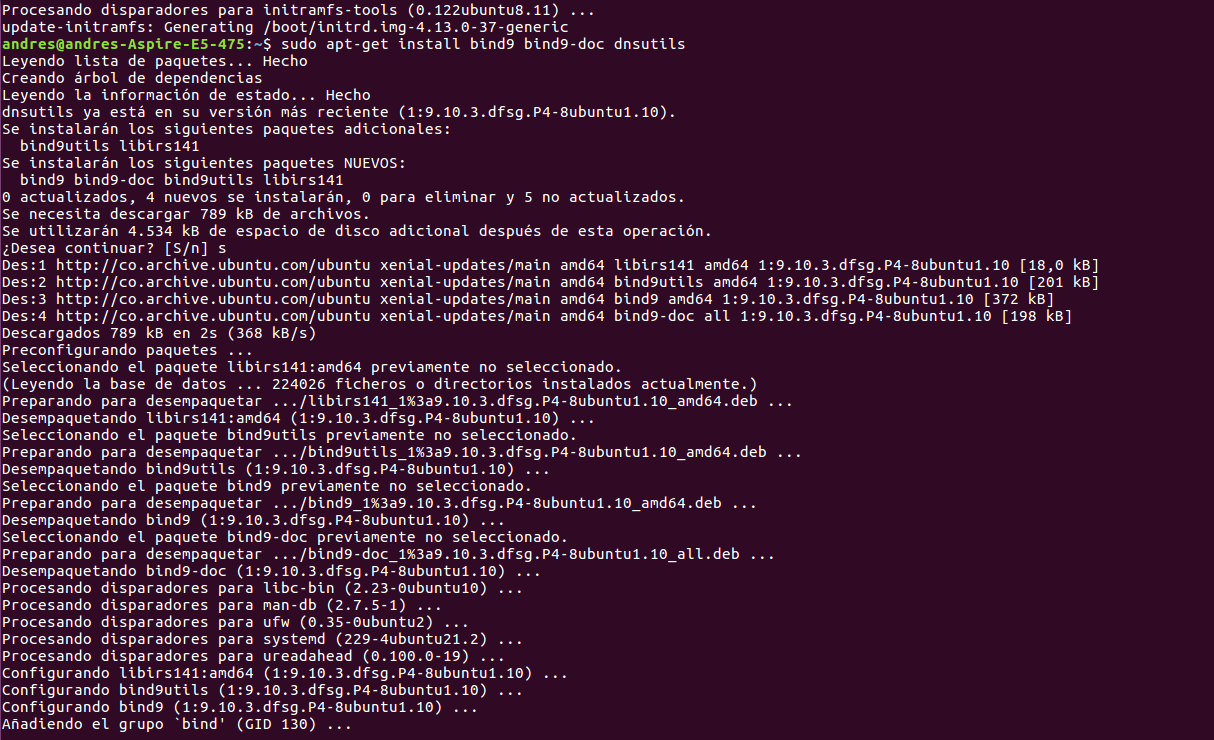 Procesando disparadores para initramfs-tools (0.122ubuntu8.11) ...
update-initramfs: Generating /boot/initrd.img-4.13.0-37-generic
andres@andres-Aspire-E5-475:~$ sudo apt-get install bind9 bind9-doc dnsutils
Leyendo lista de paquetes... Hecho
Creando árbol de dependencias
Leyendo la información de estado... Hecho
dnsutils ya está en su versión más reciente (1:9.10.3.dfsg.P4-8ubuntu1.10).
Se instalarán los siguientes paquetes adicionales:
  bind9utils libirs141
Se instalarán los siguientes paquetes NUEVOS:
  bind9 bind9-doc bind9utils libirs141
0 actualizados, 4 nuevos se instalarán, 0 para eliminar y 5 no actualizados.
Se necesita descargar 789 kB de archivos.
Se utilizarán 4.534 kB de espacio de disco adicional después de esta operación.
¿Desea continuar? [S/n] s
Des:1 http://co.archive.ubuntu.com/ubuntu xenial-updates/main amd64 libirs141 amd64 1:9.10.3.dfsg.P4-8ubuntu1.10 [18,0 kB]
Des:2 http://co.archive.ubuntu.com/ubuntu xenial-updates/main amd64 bind9utils amd64 1:9.10.3.dfsg.P4-8ubuntu1.10 [201 kB]
Des:3 http://co.archive.ubuntu.com/ubuntu xenial-updates/main amd64 bind9 amd64 1:9.10.3.dfsg.P4-8ubuntu1.10 [372 kB]
Des:4 http://co.archive.ubuntu.com/ubuntu xenial-updates/main amd64 bind9-doc all 1:9.10.3.dfsg.P4-8ubuntu1.10 [198 kB]
Descargados 789 kB en 2s (368 kB/s)
Preconfigurando paquetes ...
Seleccionando el paquete libirs141:amd64 previamente no seleccionado.
(Leyendo la base de datos ... 224026 ficheros o directorios instalados actualmente.)
Preparando para desempaquetar .../libirs141_1%3a9.10.3.dfsg.P4-8ubuntu1.10_amd64.deb ...
Desempaquetando libirs141:amd64 (1:9.10.3.dfsg.P4-8ubuntu1.10) ...
Seleccionando el paquete bind9utils previamente no seleccionado.
Preparando para desempaquetar .../bind9utils_1%3a9.10.3.dfsg.P4-8ubuntu1.10_amd64.deb ...
Desempaquetando bind9utils (1:9.10.3.dfsg.P4-8ubuntu1.10) ...
Seleccionando el paquete bind9 previamente no seleccionado.
Preparando para desempaquetar .../bind9_1%3a9.10.3.dfsg.P4-8ubuntu1.10_amd64.deb ...
Desempaquetando bind9 (1:9.10.3.dfsg.P4-8ubuntu1.10) ...
Seleccionando el paquete bind9-doc previamente no seleccionado.
Preparando para desempaquetar .../bind9-doc_1%3a9.10.3.dfsg.P4-8ubuntu1.10_all.deb ...
Desempaquetando bind9-doc (1:9.10.3.dfsg.P4-8ubuntu1.10) ...
Procesando disparadores para libc-bin (2.23-0ubuntu10) ...
Procesando disparadores para man-db (2.7.5-1) ...
Procesando disparadores para ufw (0.35-0ubuntu2) ...
Procesando disparadores para systemd (229-4ubuntu21.2) ...
Procesando disparadores para ureadahead (0.100.0-19) ...
Configurando libirs141:amd64 (1:9.10.3.dfsg.P4-8ubuntu1.10) ...
Configurando bind9utils (1:9.10.3.dfsg.P4-8ubuntu1.10) ...
Configurando bind9 (1:9.10.3.dfsg.P4-8ubuntu1.10) ...
Añadiendo el grupo `bind' (GID 130) ...